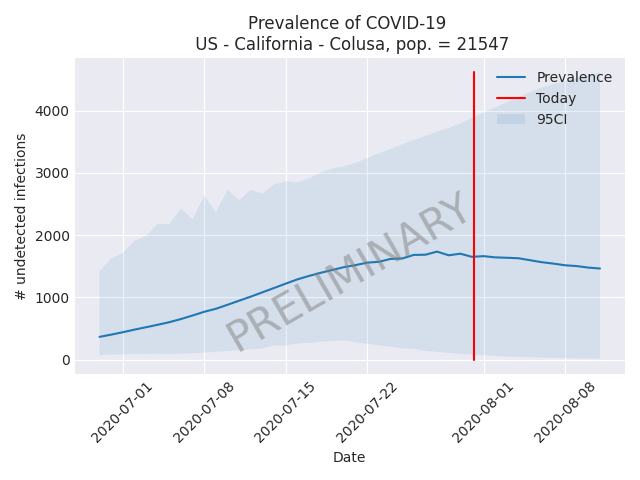 Prevalence of COVID-19
US - California - Colusa, pop. = 21547
Prevalence
Today
95CI
# undetected infections
4000
3000
2000
1000
0
PRELIMINARY
2020-07-01
2020-07-08
2020-07-15
2020-07-22
2020-08-01
2020-08-08
Date